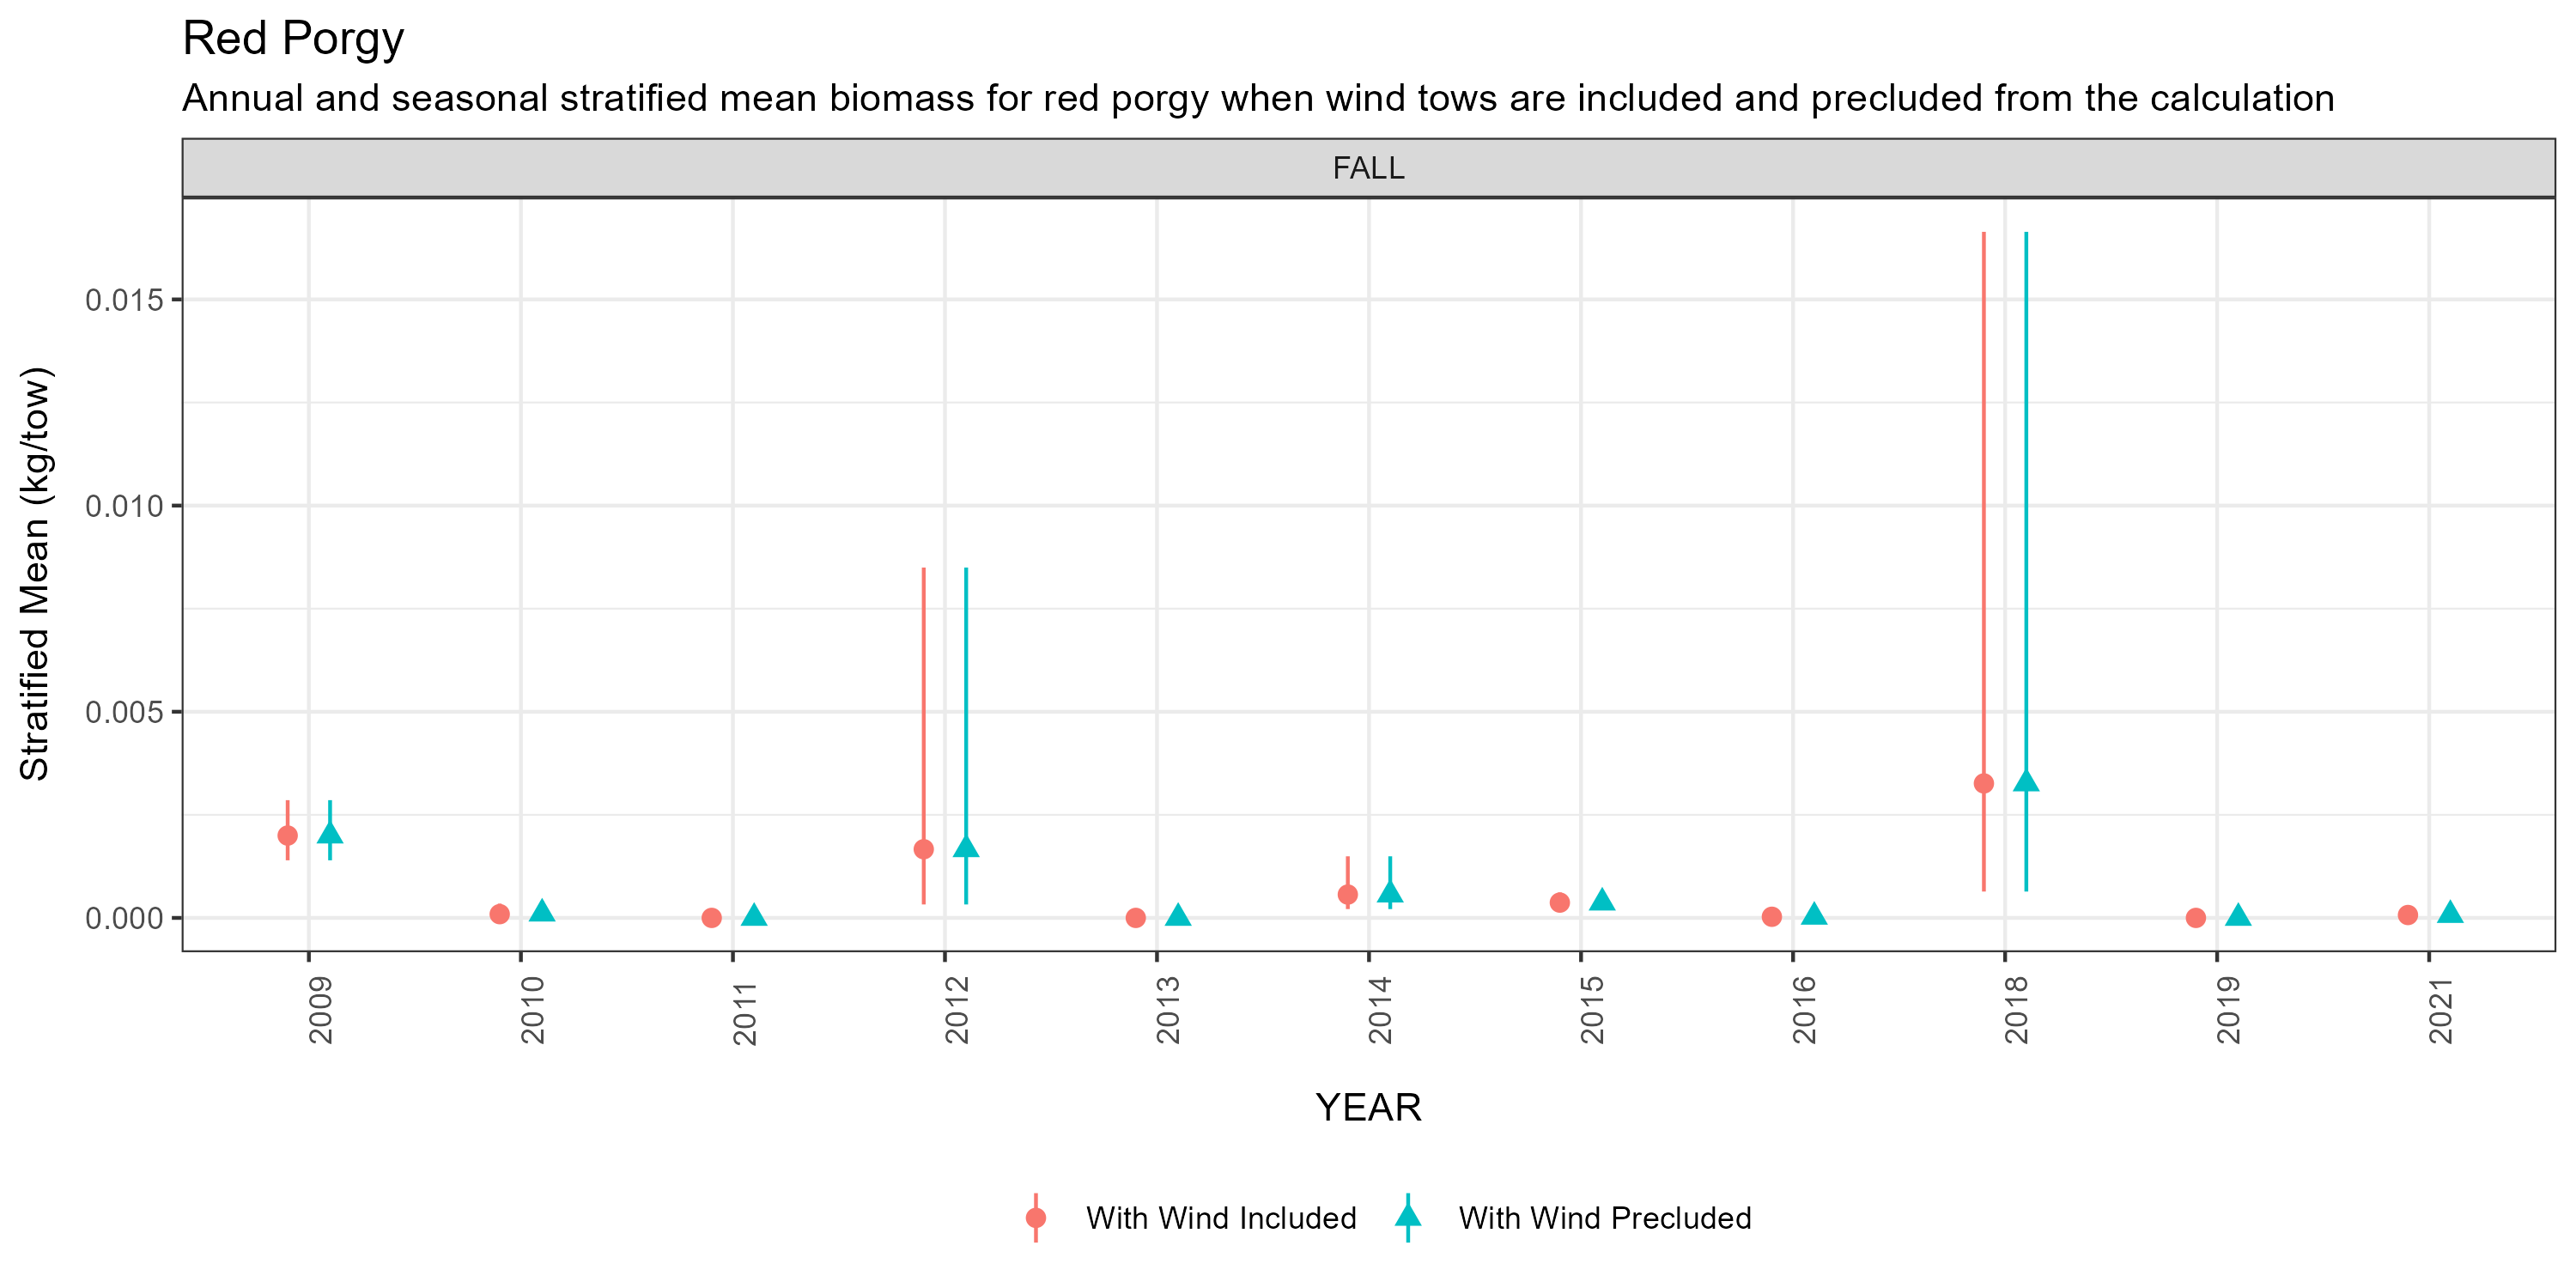 Red Porgy
Annual and seasonal stratified mean biomass for red porgy when wind tows are included and precluded from the calculation
FALL
Stratified Mean (kg/tow)
0.015
0.010
0.005
0.000
2009 2010 2011 2012 2013 2014 2015 2016 2018 2019 2021
YEAR
With Wind Included With Wind Precluded